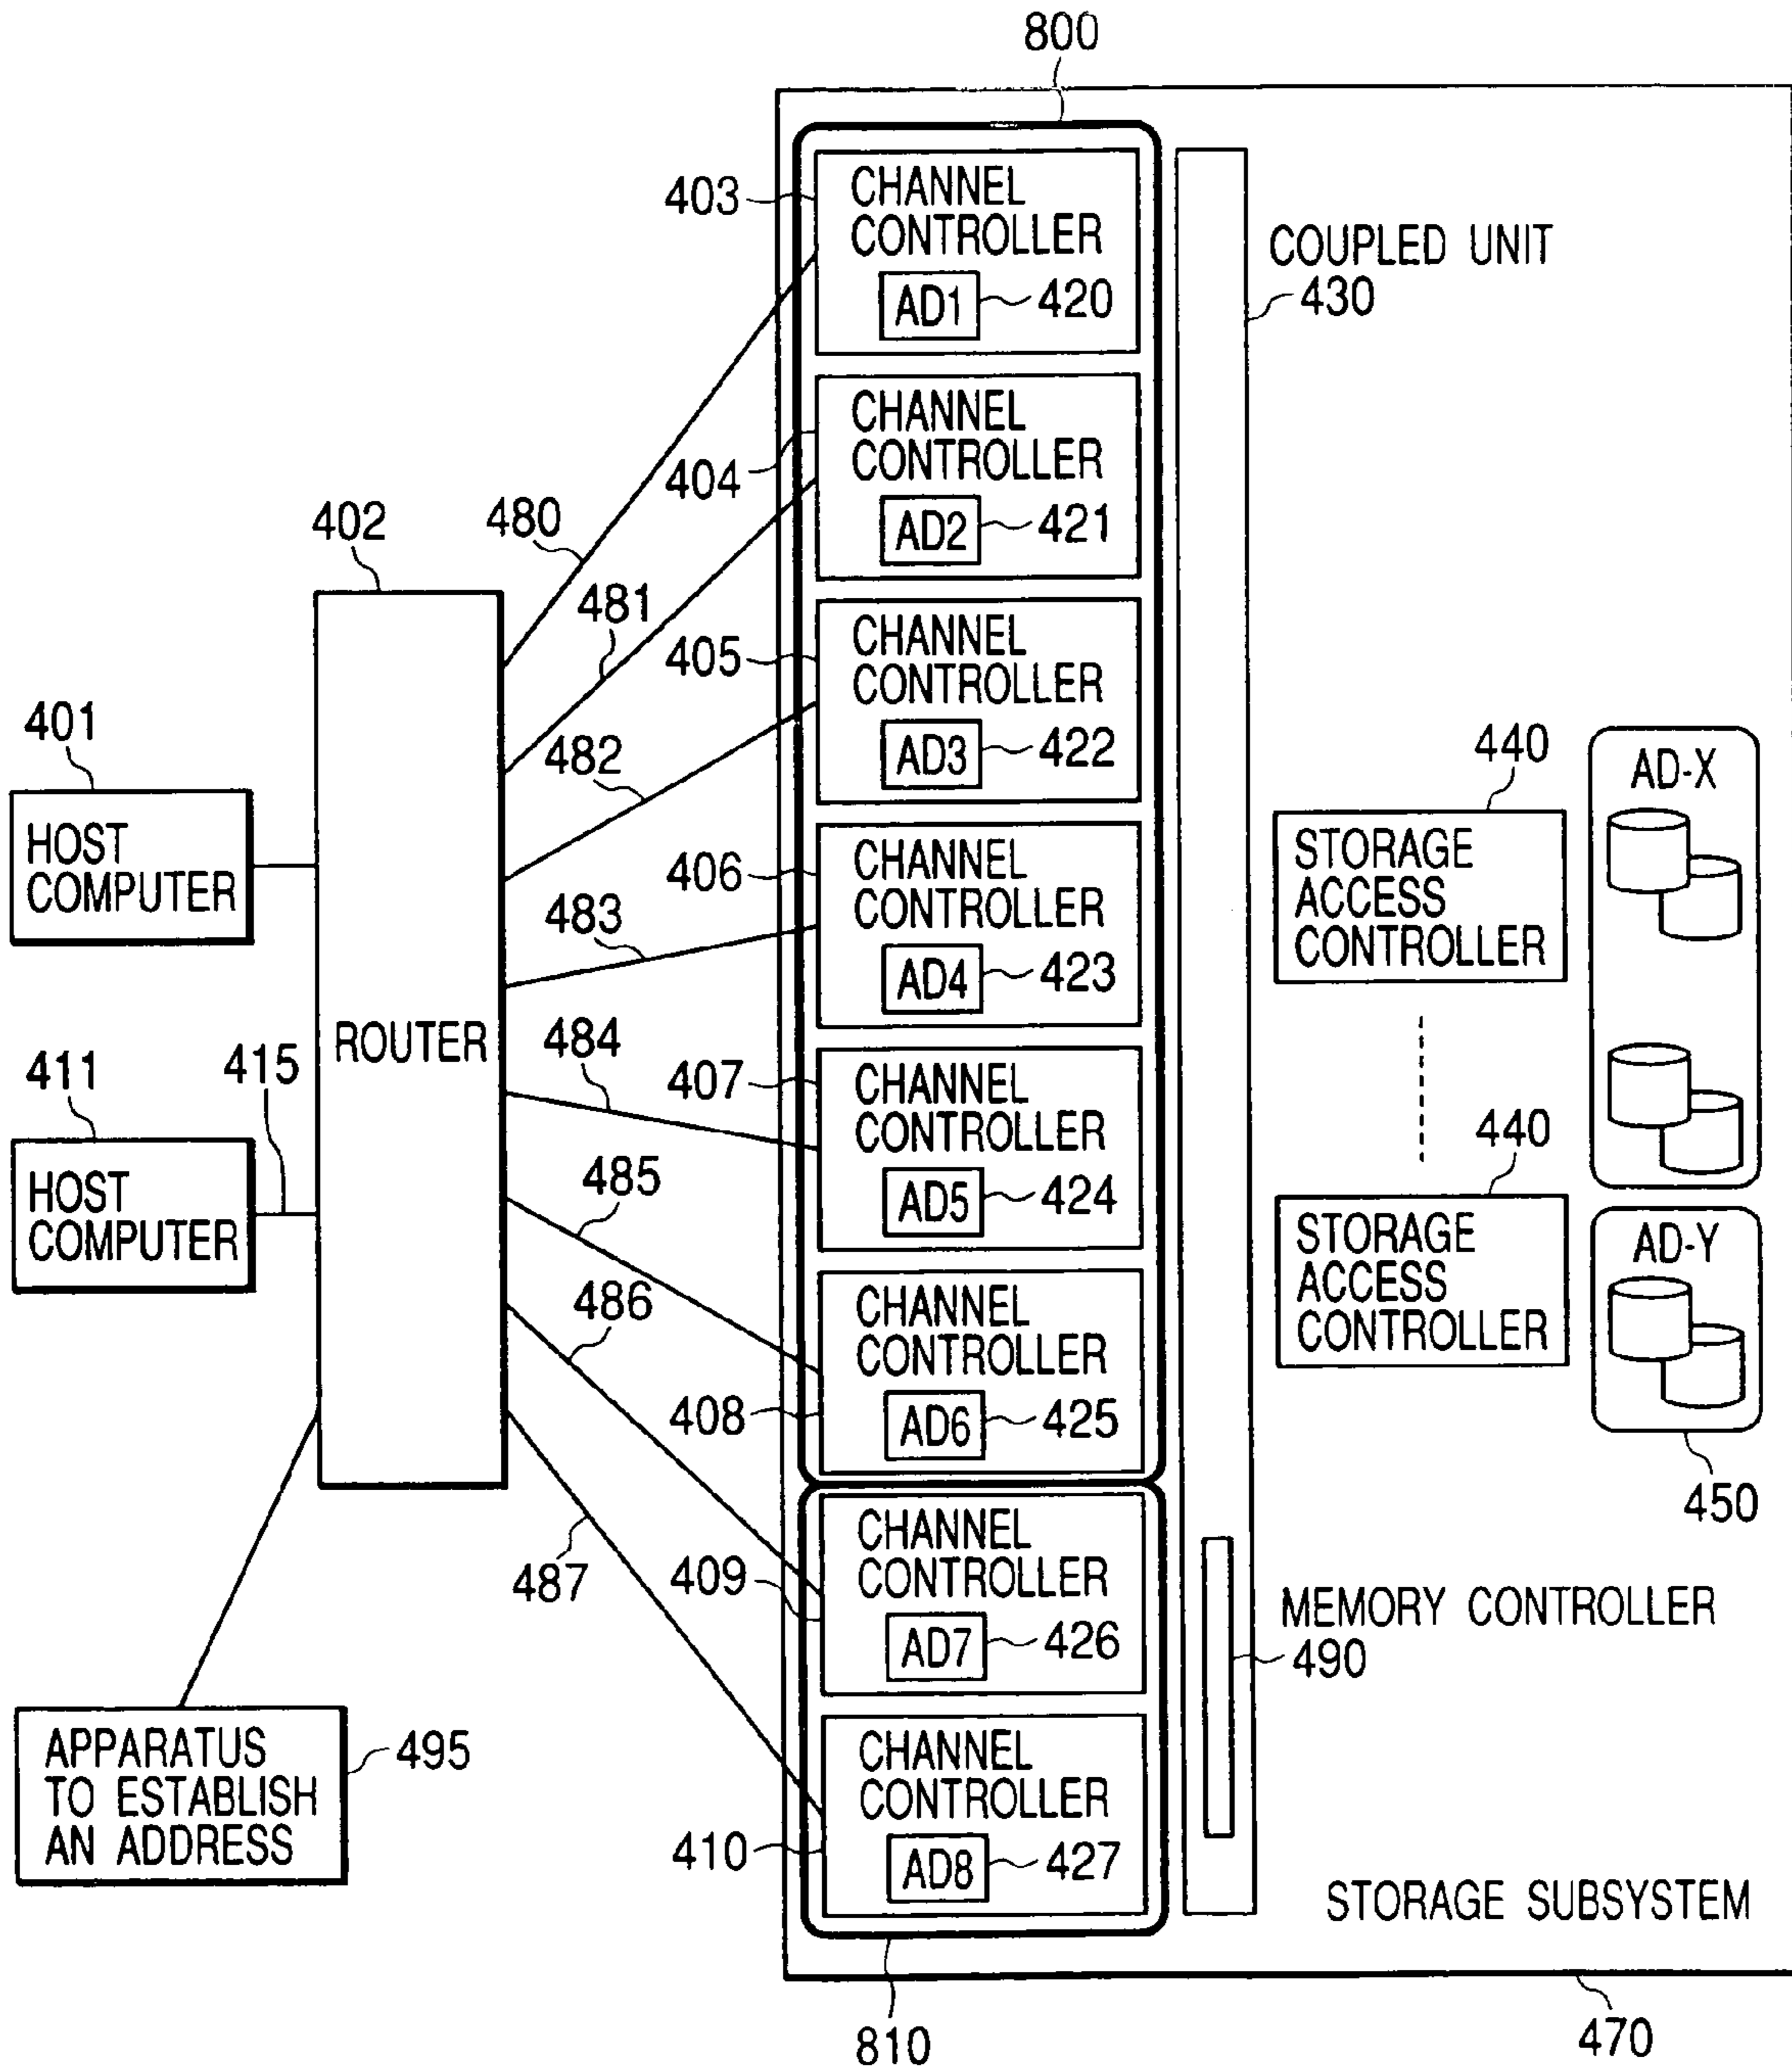 800
403
CHANNEL
CONTROLLER
AD1
420
COUPLED UNIT
430
404
CHANNEL
CONTROLLER
AD2
421
402
480
481
405
CHANNEL
CONTROLLER
AD3
422
401
HOST
COMPUTER
482
440
STORAGE
ACCESS
CONTROLLER
AD-X
406
CHANNEL
CONTROLLER
AD4
423
483
ROUTER
411
415
HOST
COMPUTER
484
407
CHANNEL
CONTROLLER
AD5
424
440
STORAGE
ACCESS
CONTROLLER
AD-Y
450
485
486
408
CHANNEL
CONTROLLER
AD6
425
487
409
CHANNEL
CONTROLLER
AD7
426
MEMORY CONTROLLER
490
APPARATUS
TO ESTABLISH
AN ADDRESS
495
410
CHANNEL
CONTROLLER
AD8
427
STORAGE SUBSYSTEM
810
470